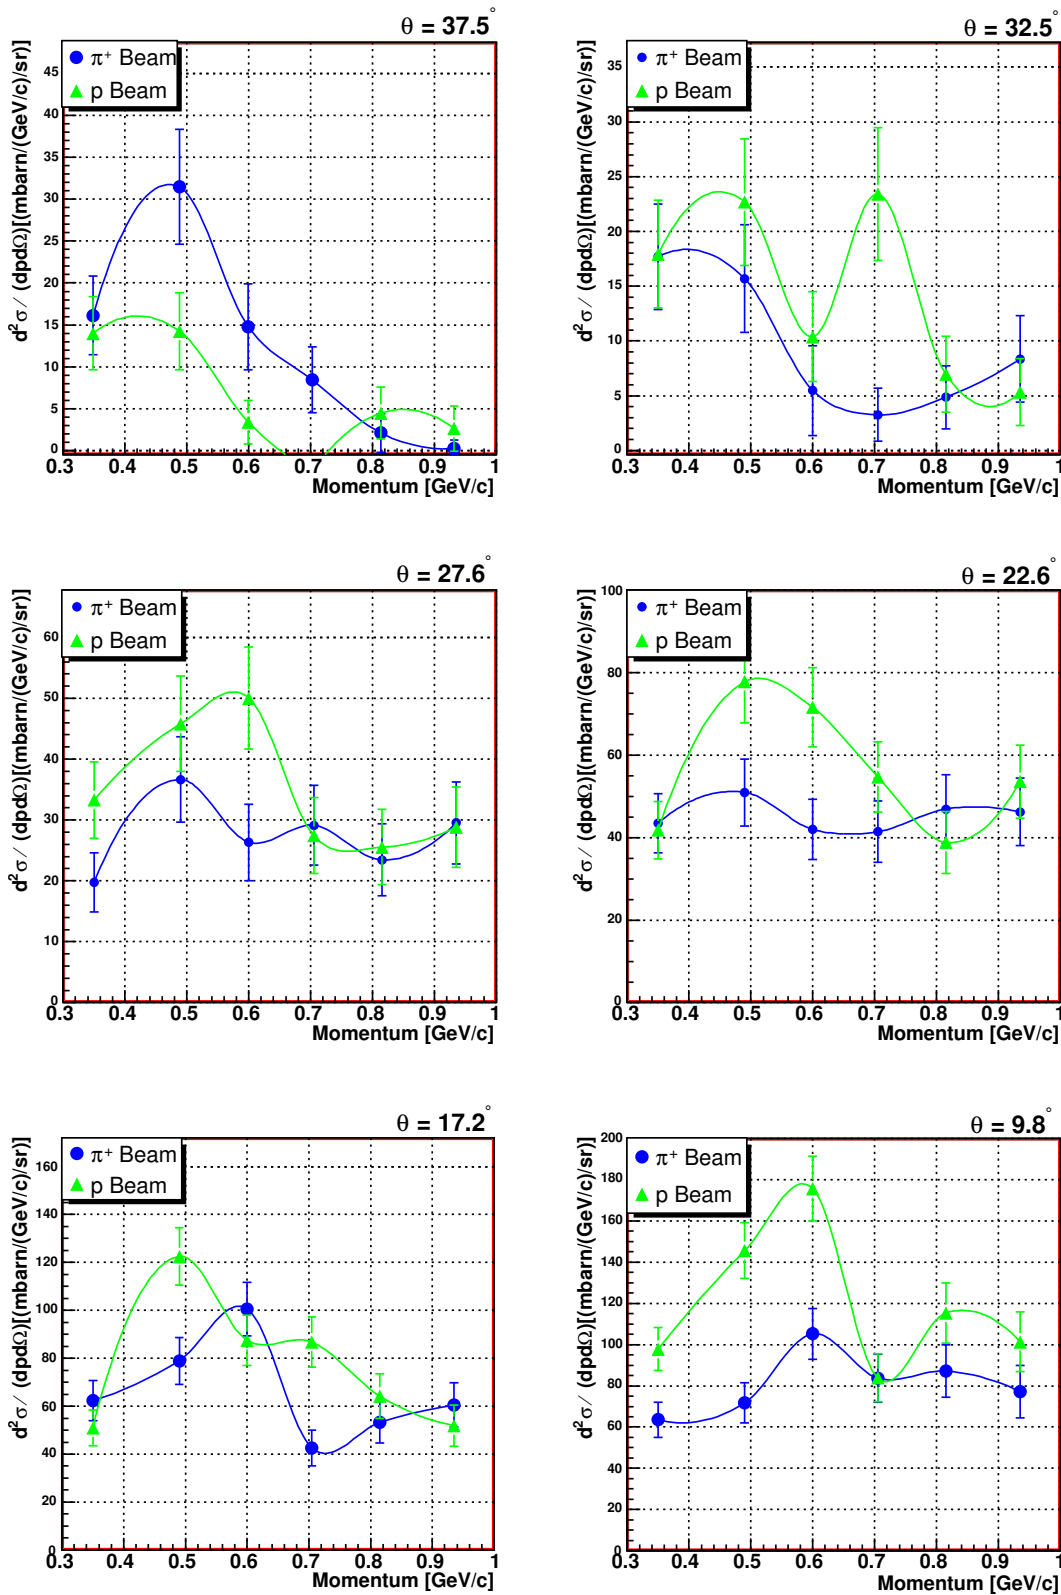 θ = 37.5°
π⁺ Beam
p Beam
d²σ / (dpdΩ)[(mbarn/(GeV/c)/sr)]
45
40
35
30
25
20
15
10
5
0
0.3 0.4 0.5 0.6 0.7 0.8 0.9 1
Momentum [GeV/c]
θ = 32.5°
π⁺ Beam
p Beam
d²σ / (dpdΩ)[(mbarn/(GeV/c)/sr)]
35
30
25
20
15
10
5
0
0.3 0.4 0.5 0.6 0.7 0.8 0.9 1
Momentum [GeV/c]
θ = 27.6°
π⁺ Beam
p Beam
d²σ / (dpdΩ)[(mbarn/(GeV/c)/sr)]
60
50
40
30
20
10
0
0.3 0.4 0.5 0.6 0.7 0.8 0.9 1
Momentum [GeV/c]
θ = 22.6°
π⁺ Beam
p Beam
d²σ / (dpdΩ)[(mbarn/(GeV/c)/sr)]
100
80
60
40
20
0
0.3 0.4 0.5 0.6 0.7 0.8 0.9 1
Momentum [GeV/c]
θ = 17.2°
π⁺ Beam
p Beam
d²σ / (dpdΩ)[(mbarn/(GeV/c)/sr)]
160
140
120
100
80
60
40
20
0
0.3 0.4 0.5 0.6 0.7 0.8 0.9 1
Momentum [GeV/c]
θ = 9.8°
π⁺ Beam
p Beam
d²σ / (dpdΩ)[(mbarn/(GeV/c)/sr)]
200
180
160
140
120
100
80
60
40
20
0
0.3 0.4 0.5 0.6 0.7 0.8 0.9 1
Momentum [GeV/c]